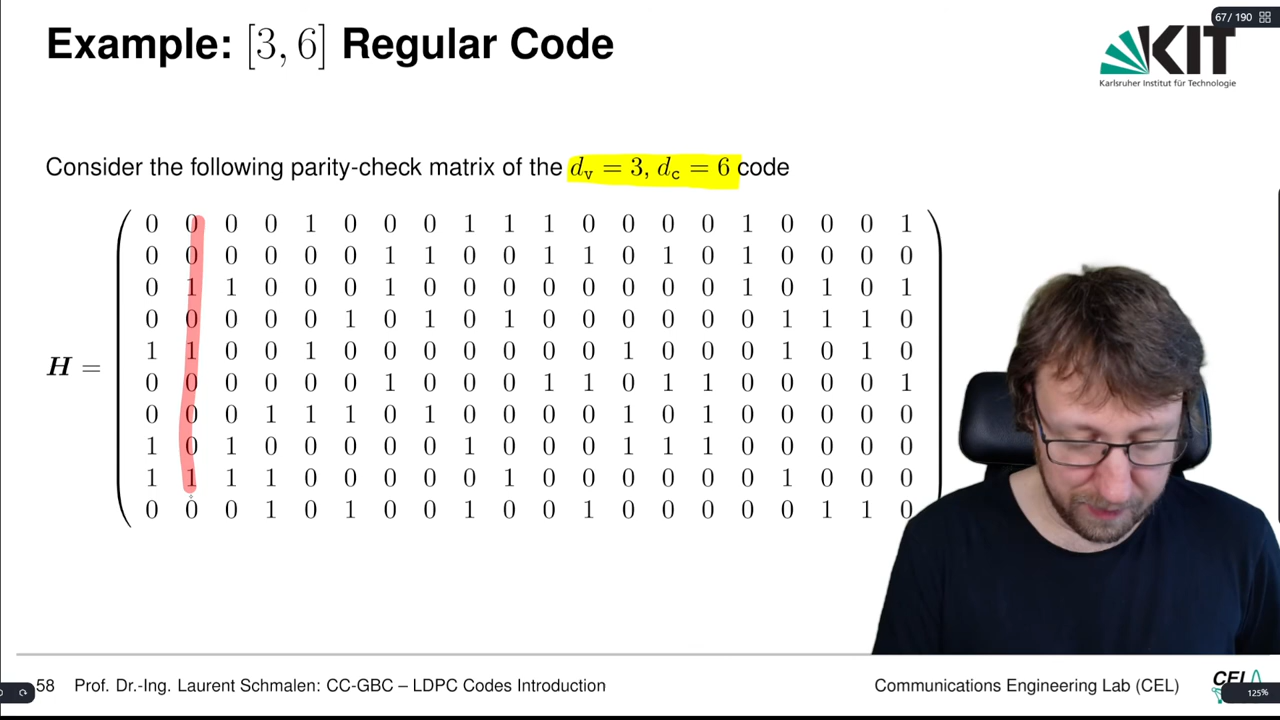 67 / 190
Example: [3, 6] Regular Code
KIT
Karlsruher Institut für Technologie
Consider the following parity-check matrix of the d_v = 3, d_c = 6 code
0 0 0 0 1 0 0 0 1 1 1 0 0 0 0 1 0 0 0 1
0 0 0 0 0 0 1 1 0 0 1 1 0 1 0 1 0 0 0 0
0 1 1 0 0 0 1 0 0 0 0 0 0 0 0 1 0 1 0 1
0 0 0 0 0 1 0 1 0 1 0 0 0 0 0 0 1 1 1 0
H = 1 1 0 0 1 0 0 0 0 0 0 0 1 0 0 0 1 0 1 0
0 0 0 0 0 0 1 0 0 0 1 1 0 1 1 0 0 0 0 1
0 0 0 1 1 1 0 1 0 0 0 0 1 0 1 0 0 0 0 0
1 0 1 0 0 0 0 0 1 0 0 0 1 1 1 0 0 0 0 0
1 1 1 1 0 0 0 0 0 1 0 0 0 0 0 0 1 0 0 0
0 0 0 1 0 1 0 0 1 0 0 1 0 0 0 0 0 1 1 0
58 Prof. Dr.-Ing. Laurent Schmalen: CC-GBC – LDPC Codes Introduction
Communications Engineering Lab (CEL)
125%